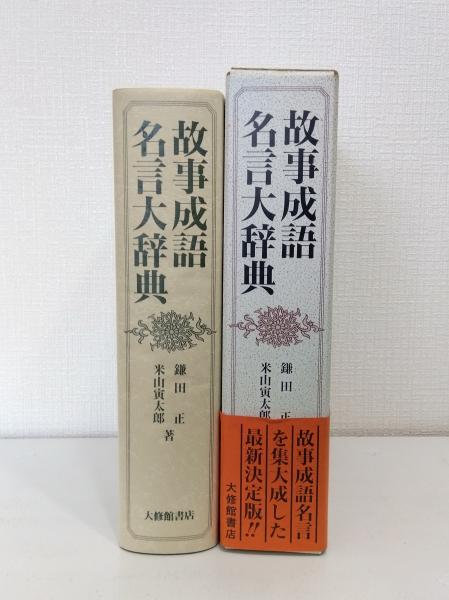 故事成語
名言大辞典
鎌田 正
米山寅太郎
著
大修館書店
故事成語
名言大辞典
鎌田 正
米山寅太郎
故事成語名言
を集大成した
最新決定版!!
大修館書店